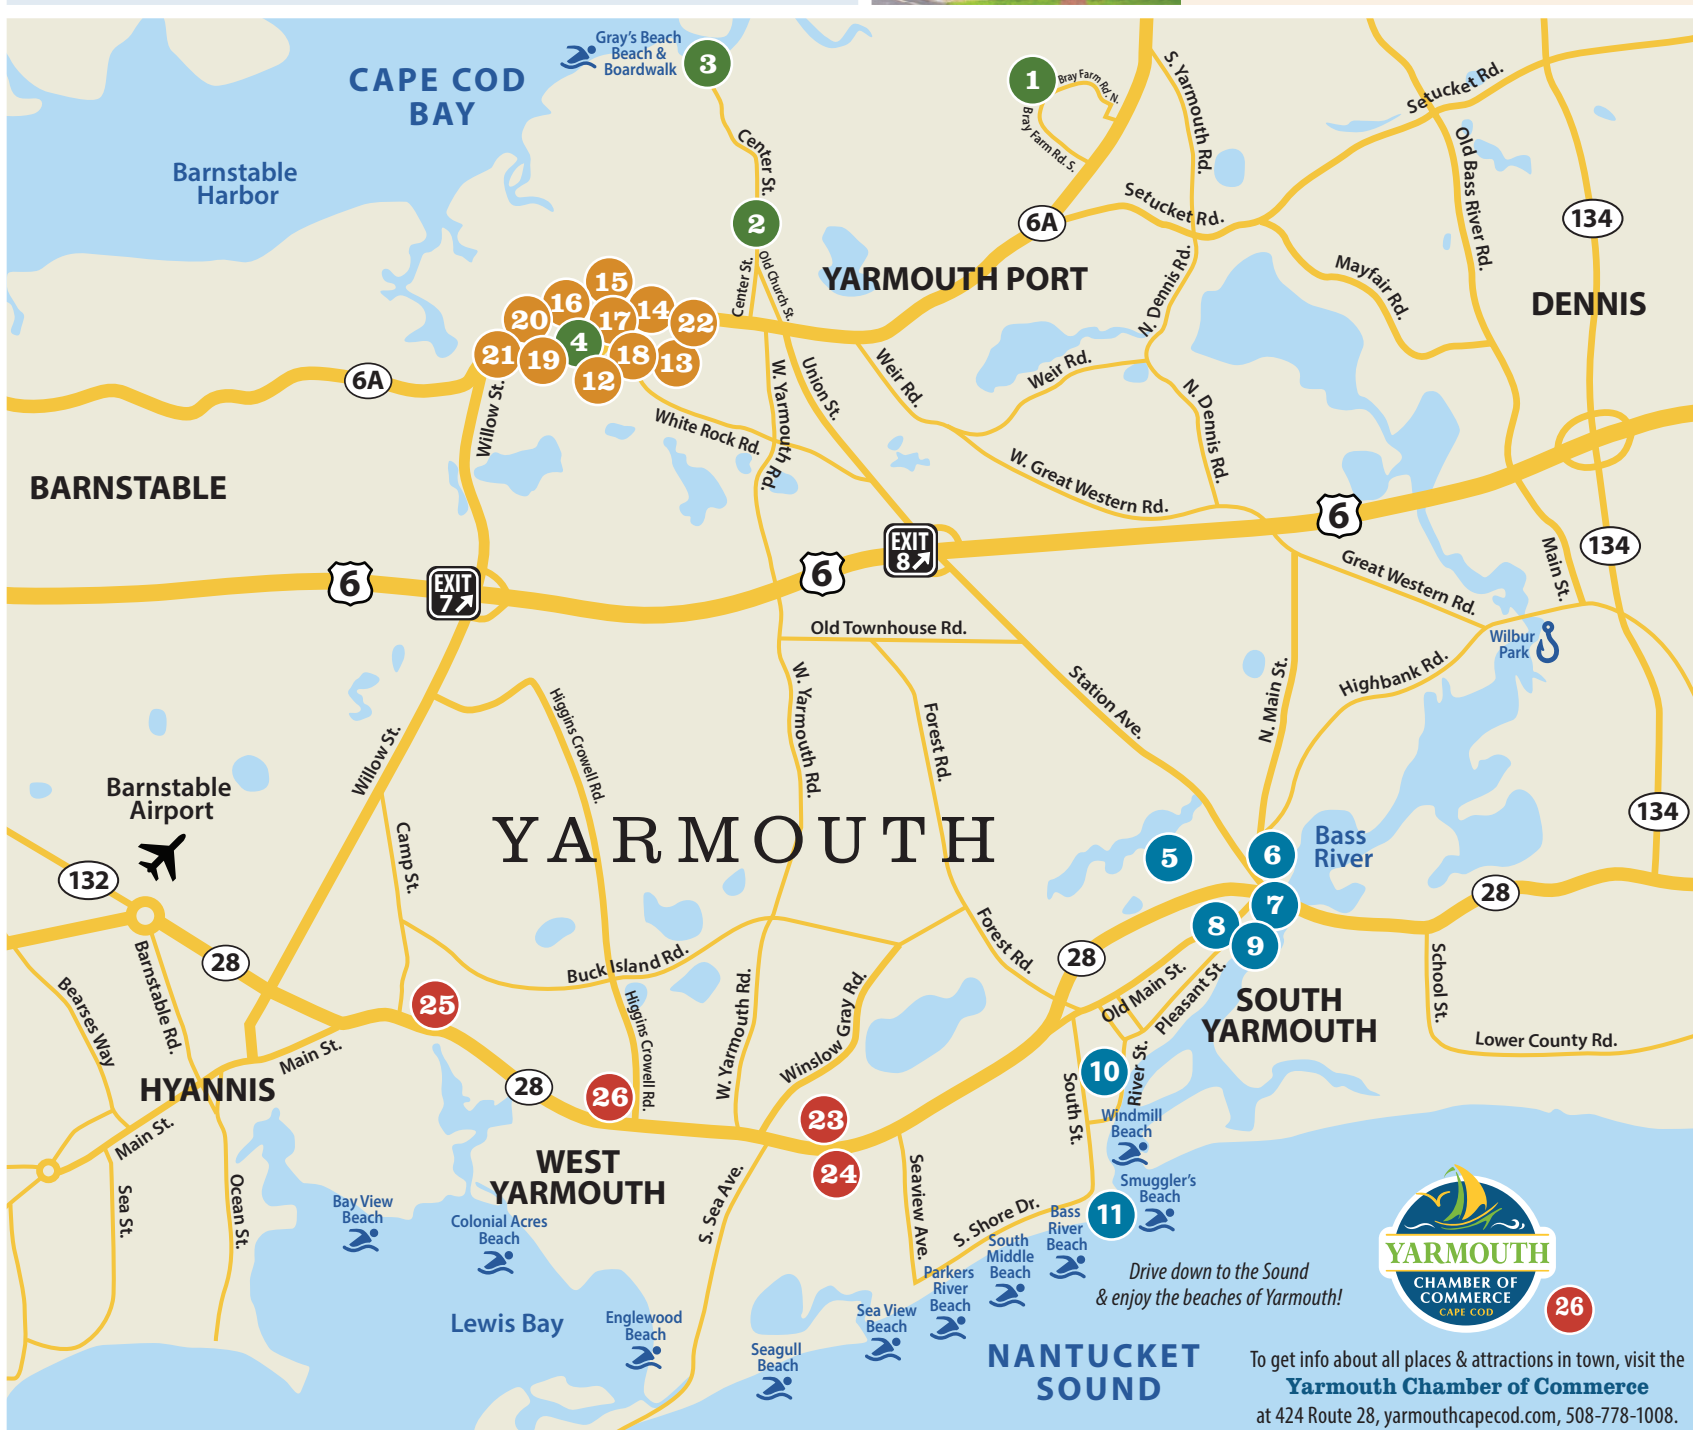 Gray's Beach
Beach &
Boardwalk
3
1
Bray Farm Rd. N.
Bray Farm Rd. S.
S. Yarmouth Rd.
Setucket Rd.
CAPE COD
BAY
Center St.
Old Bass River Rd.
Barnstable
Harbor
2
Setucket Rd.
6A
134
Center St.
Old Church St.
YARMOUTH PORT
N. Dennis Rd.
Mayfair Rd.
DENNIS
15
16
14
20
17
22
4
21
19
18
13
12
6A
Willow St.
White Rock Rd.
W. Yarmouth Rd.
Union St.
Weir Rd.
Weir Rd.
N. Dennis Rd.
BARNSTABLE
W. Great Western Rd.
6
EXIT
8
134
6
EXIT
7
6
Main St.
Great Western Rd.
Old Townhouse Rd.
Wilbur
Park
Highbank Rd.
N. Main St.
Station Ave.
W. Yarmouth Rd.
Forest Rd.
Higgins Crowell Rd.
Willow St.
Barnstable
Airport
134
YARMOUTH
Camp St.
5
6
Bass
River
132
28
7
8
9
Forest Rd.
28
28
Barnstable Rd.
Bearses Way
Buck Island Rd.
School St.
25
Higgins Crowell Rd.
W. Yarmouth Rd.
Winslow Gray Rd.
Old Main St.
Pleasant St.
SOUTH
YARMOUTH
Lower County Rd.
Main St.
HYANNIS
28
26
10
South St.
River St.
23
24
Windmill
Beach
Main St.
WEST
YARMOUTH
Seaview Ave.
Smuggler's
Beach
Sea St.
Ocean St.
Bay View
Beach
Colonial Acres
Beach
S. Sea Ave.
S. Shore Dr.
11
Bass
River
Beach
South
Middle
Beach
Parkers
River
Beach
Sea View
Beach
Drive down to the Sound
& enjoy the beaches of Yarmouth!
YARMOUTH
CHAMBER OF
COMMERCE
CAPE COD
26
Lewis Bay
Englewood
Beach
Seagull
Beach
NANTUCKET
SOUND
To get info about all places & attractions in town, visit the
Yarmouth Chamber of Commerce
at 424 Route 28, yarmouthcapecod.com, 508-778-1008.